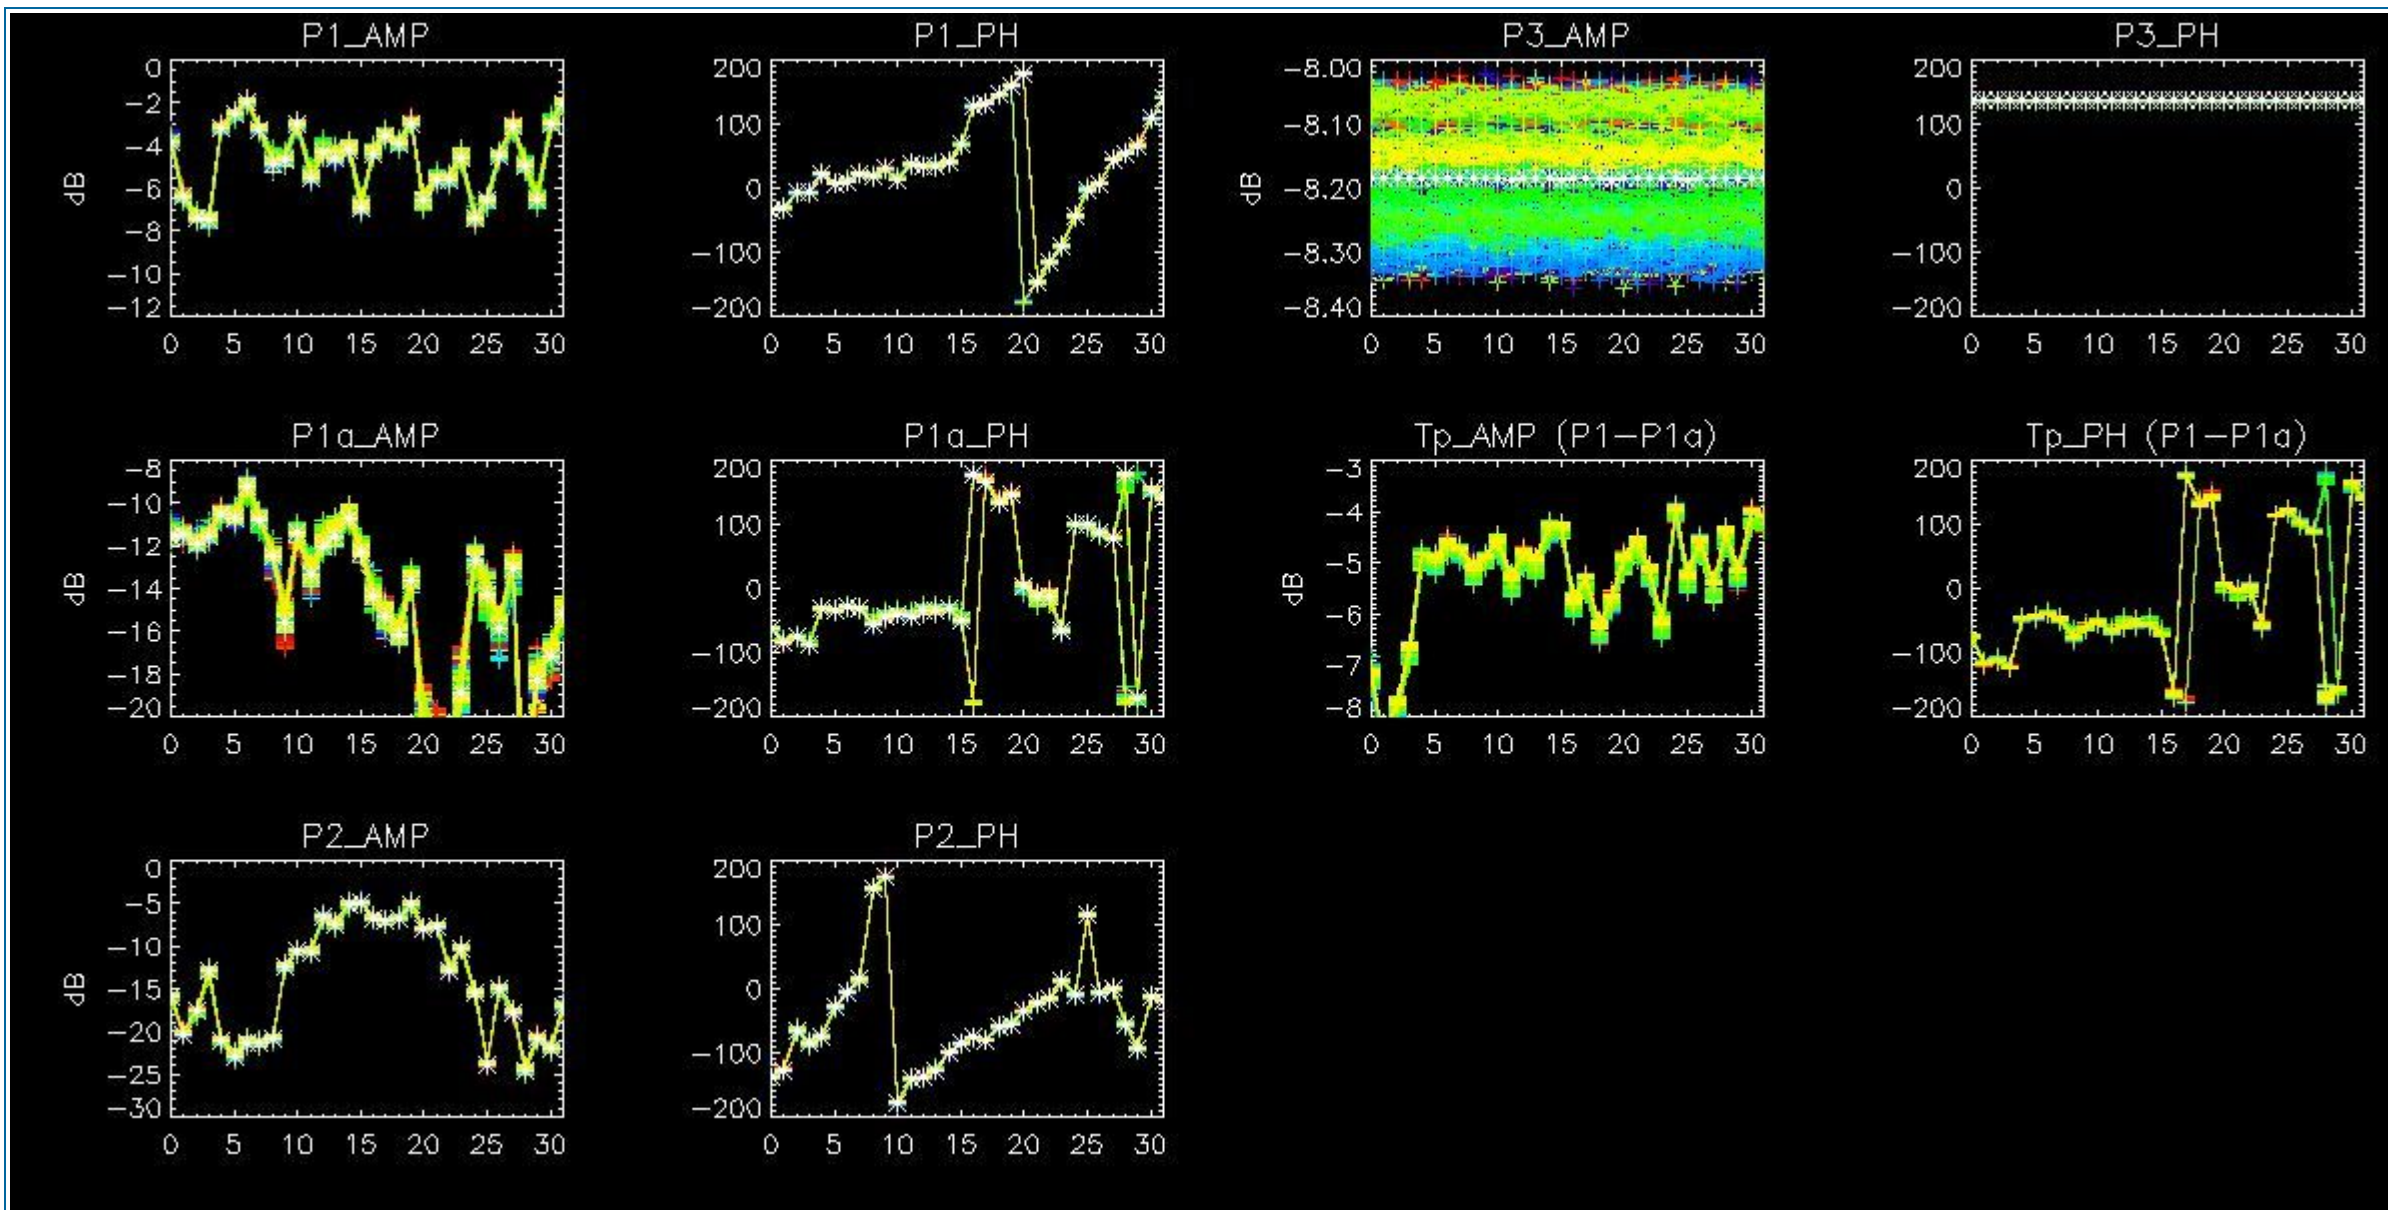 P1_AMP
dB
0
−2
−4
−6
−8
−10
−12
0 5 10 15 20 25 30
P1_PH
200
100
0
−100
−200
0 5 10 15 20 25 30
P3_AMP
dB
−8.00
−8.10
−8.20
−8.30
−8.40
0 5 10 15 20 25 30
P3_PH
200
100
0
−100
−200
0 5 10 15 20 25 30
P1a_AMP
dB
−8
−10
−12
−14
−16
−18
−20
0 5 10 15 20 25 30
P1a_PH
200
100
0
−100
−200
0 5 10 15 20 25 30
Tp_AMP (P1−P1a)
dB
−3
−4
−5
−6
−7
−8
0 5 10 15 20 25 30
Tp_PH (P1−P1a)
200
100
0
−100
−200
0 5 10 15 20 25 30
P2_AMP
dB
0
−5
−10
−15
−20
−25
−30
0 5 10 15 20 25 30
P2_PH
200
100
0
−100
−200
0 5 10 15 20 25 30